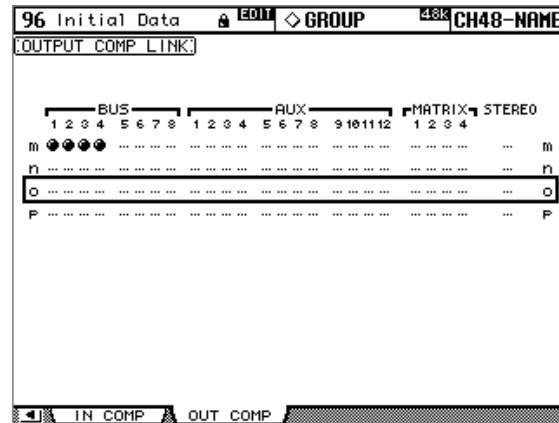 96 Initial Data EDIT GROUP 48k CH48-NAME
OUTPUT COMP LINK
BUS AUX MATRIX STEREO
1 2 3 4 5 6 7 8 1 2 3 4 5 6 7 8 9 10 11 12 1 2 3 4
m m
n n
o o
p p
IN COMP OUT COMP